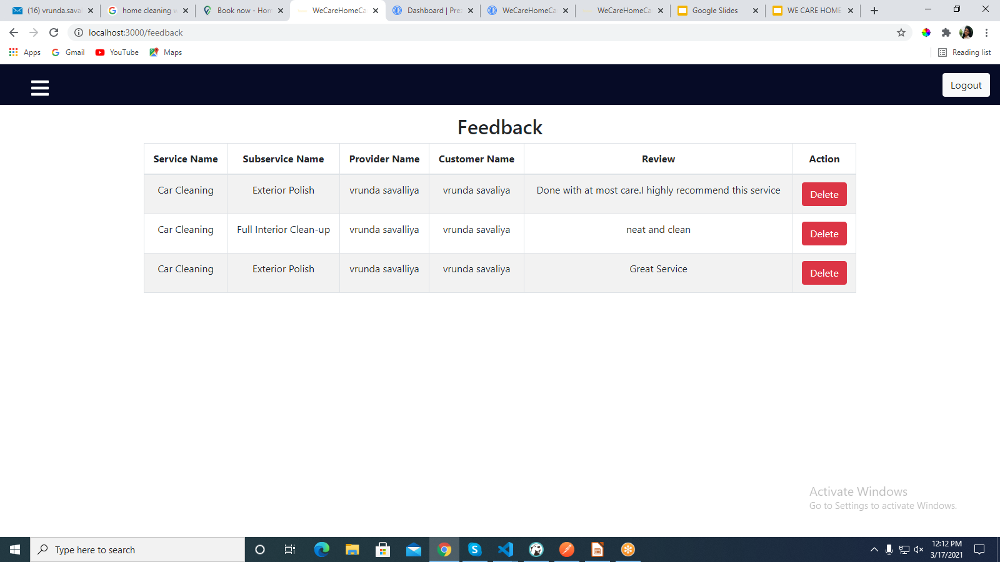 (16) vrunda.saval
home cleaning w
Book now - Hom
WeCareHomeCa
Dashboard | Prez
WeCareHomeCa
WeCareHomeCa
Google Slides
WE CARE HOME
localhost:3000/feedback
Apps
Gmail
YouTube
Maps
Reading list
Logout
Feedback
Service Name Subservice Name Provider Name Customer Name Review Action
Car Cleaning Exterior Polish vrunda savalliya vrunda savaliya Done with at most care.I highly recommend this service Delete
Car Cleaning Full Interior Clean-up vrunda savalliya vrunda savaliya neat and clean Delete
Car Cleaning Exterior Polish vrunda savalliya vrunda savaliya Great Service Delete
Activate Windows
Go to Settings to activate Windows.
Type here to search
12:12 PM
3/17/2021